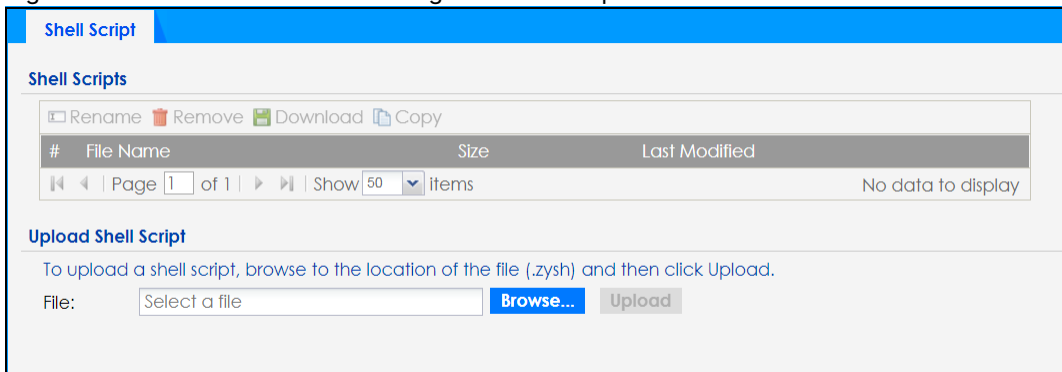 Shell Script
Shell Scripts
Rename Remove Download Copy
# File Name Size Last Modified
Page 1 of 1 Show 50 items No data to display
Upload Shell Script
To upload a shell script, browse to the location of the file (.zysh) and then click Upload.
File: Select a file Browse... Upload